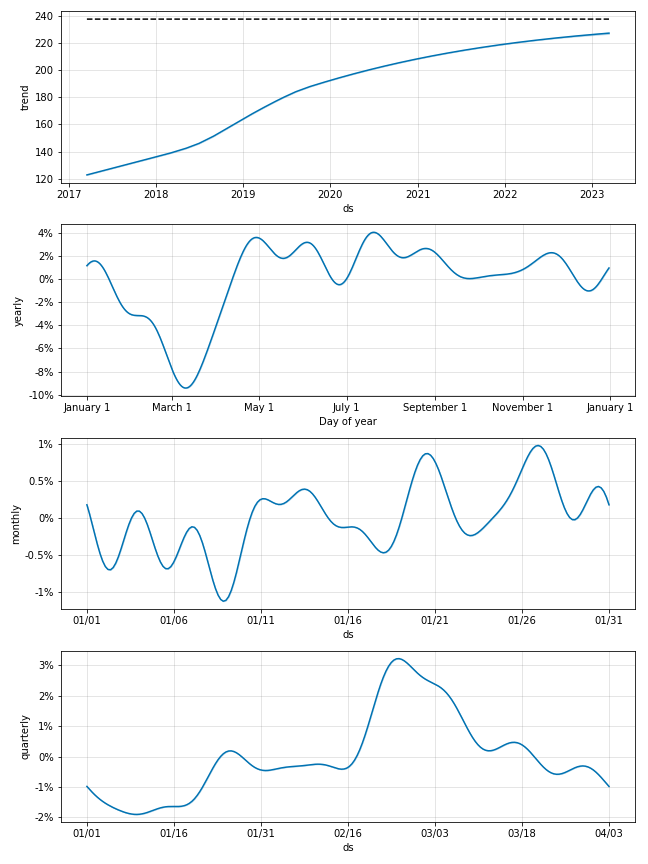 240
220
200
180
160
140
120
trend
2017 2018 2019 2020 2021 2022 2023
ds
4%
2%
0%
-2%
-4%
-6%
-8%
-10%
yearly
January 1 March 1 May 1 July 1 September 1 November 1 January 1
Day of year
1%
0.5%
0%
-0.5%
-1%
monthly
01/01 01/06 01/11 01/16 01/21 01/26 01/31
ds
3%
2%
1%
0%
-1%
-2%
quarterly
01/01 01/16 01/31 02/16 03/03 03/18 04/03
ds